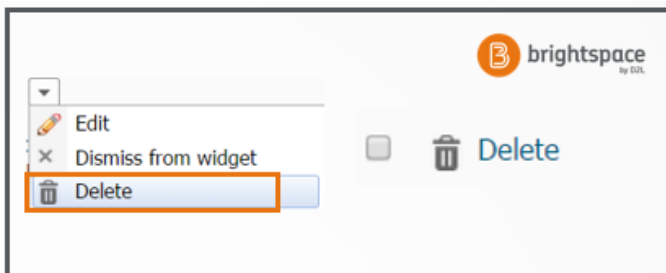 brightspace
by D2L
Edit
Dismiss from widget
Delete
Delete